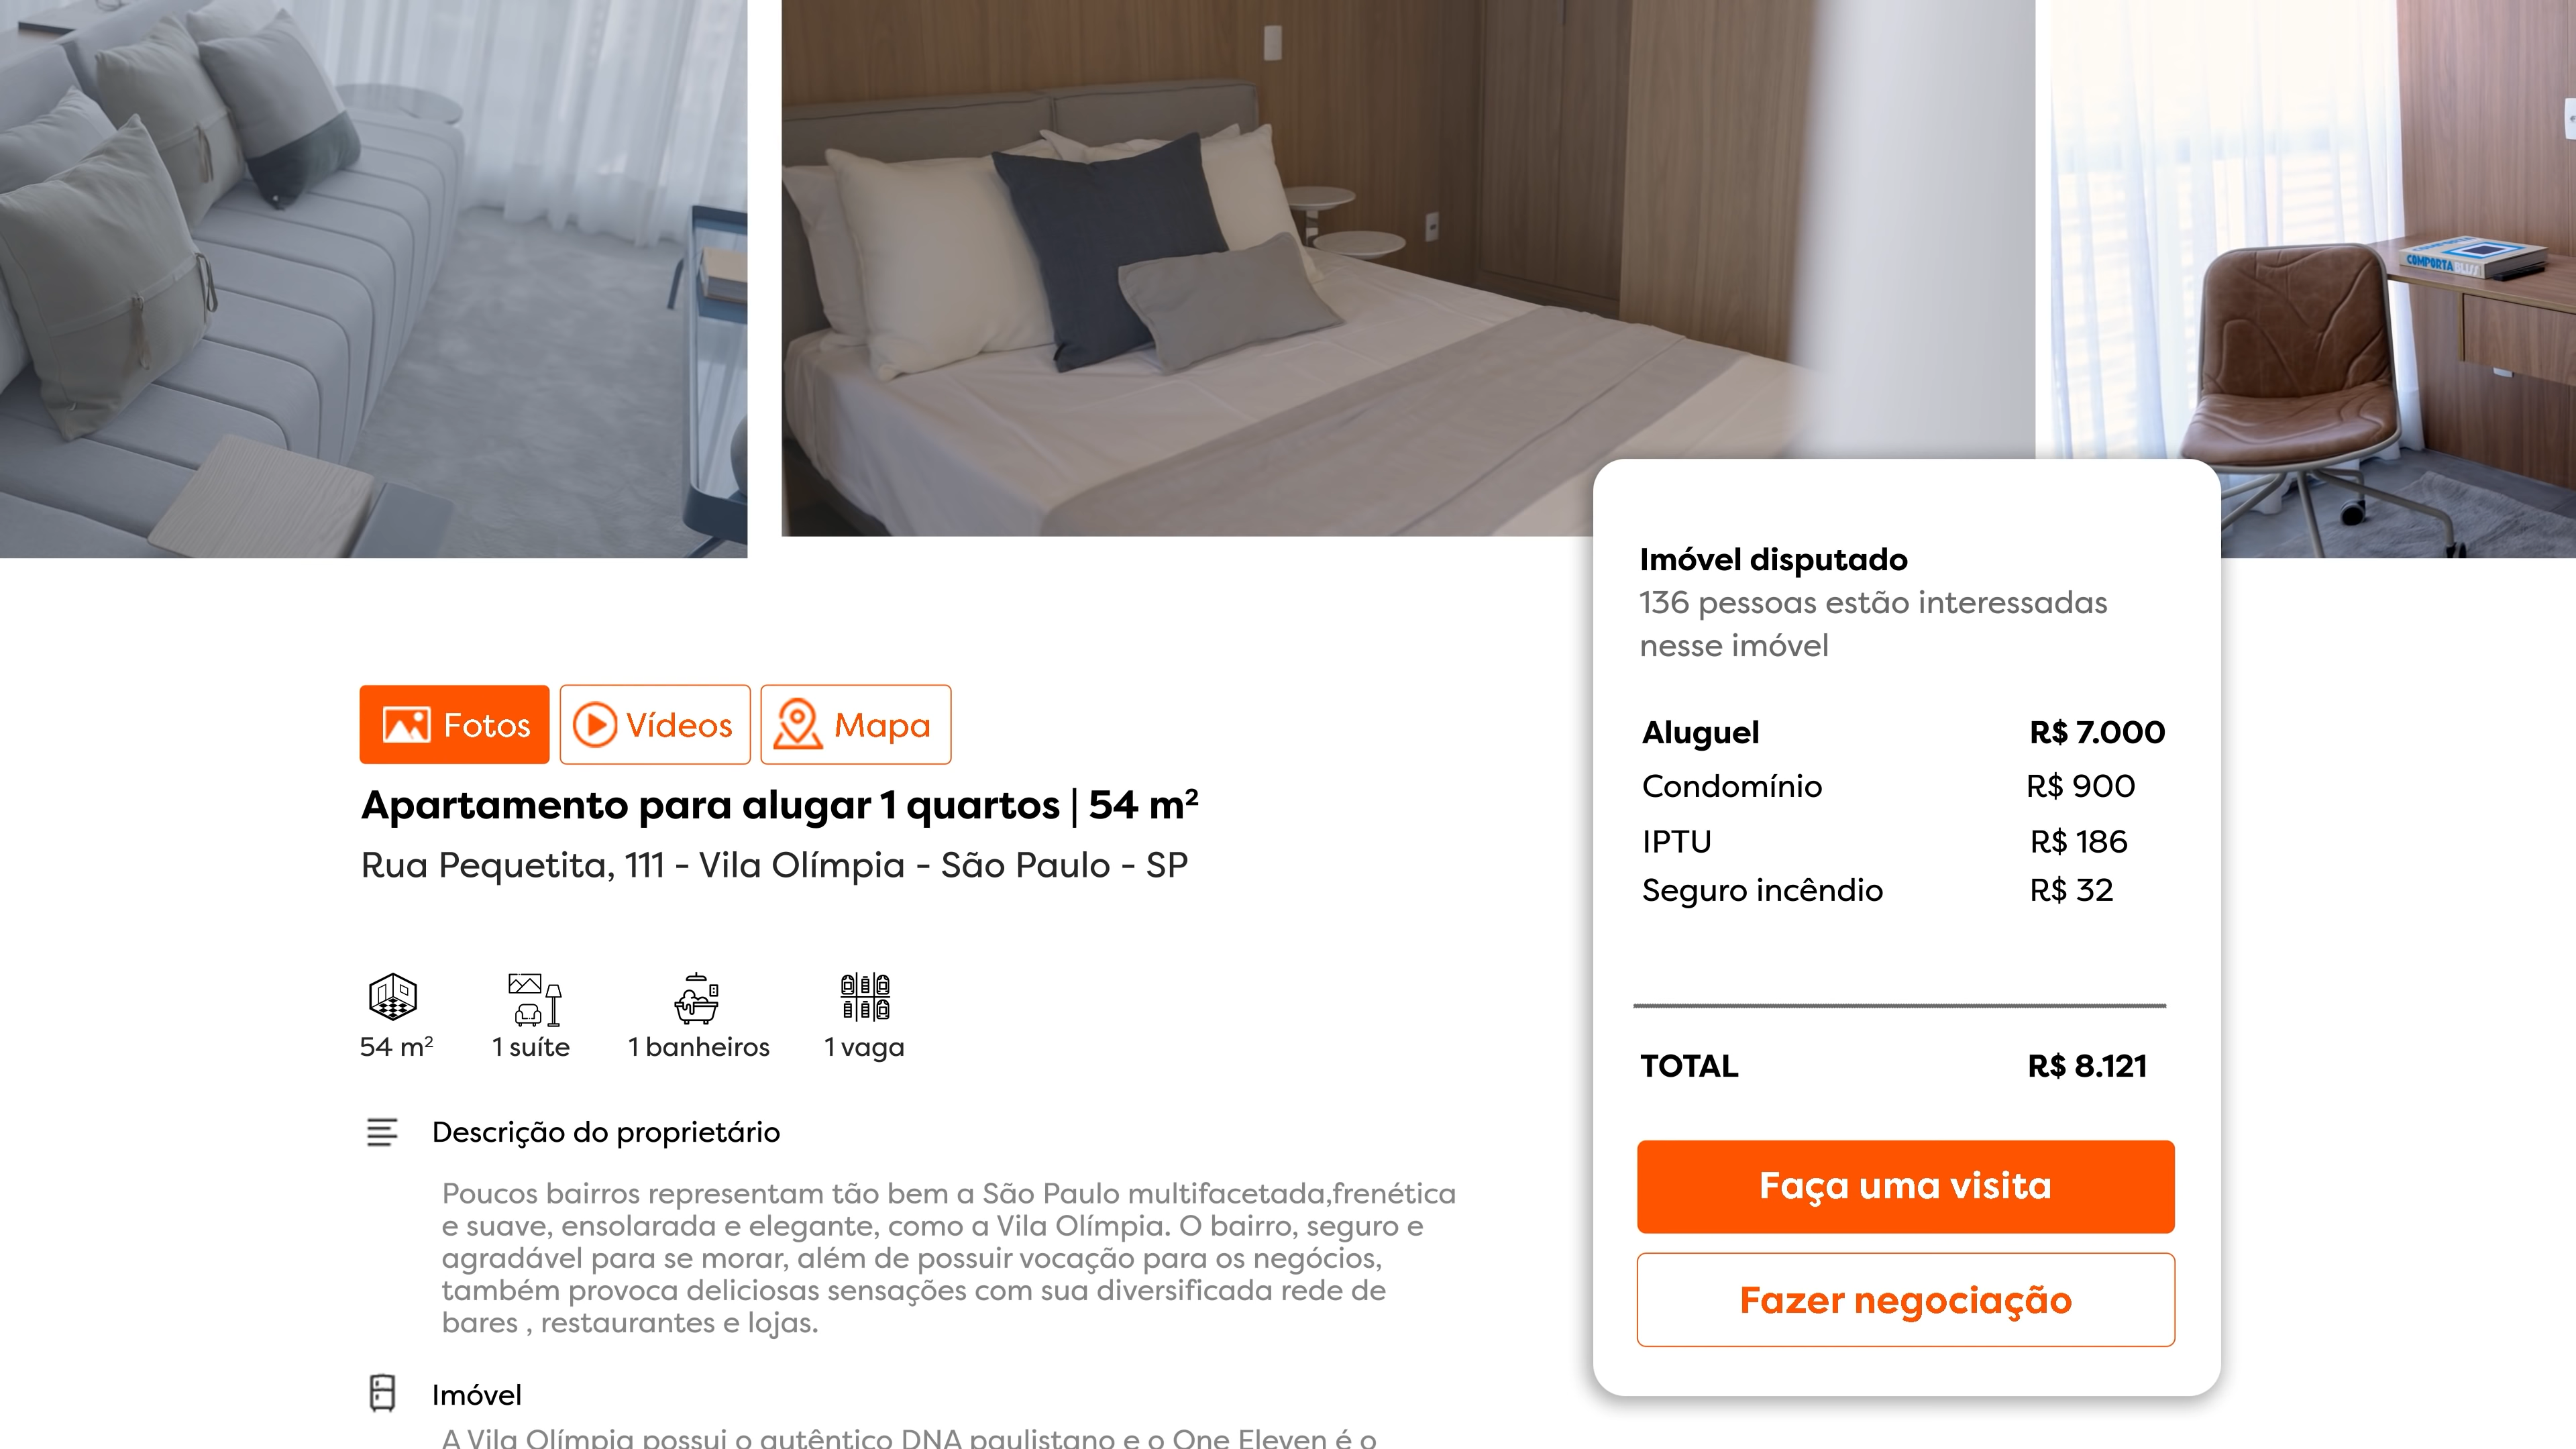 COMPORTA
Imóvel disputado
136 pessoas estão interessadas
nesse imóvel
Fotos
Vídeos
Mapa
Apartamento para alugar 1 quartos | 54 m²
Rua Pequetita, 111 - Vila Olímpia - São Paulo - SP
54 m²
1 suíte
1 banheiros
1 vaga
Descrição do proprietário
Poucos bairros representam tão bem a São Paulo multifacetada,frenética
e suave, ensolarada e elegante, como a Vila Olímpia. O bairro, seguro e
agradável para se morar, além de possuir vocação para os negócios,
também provoca deliciosas sensações com sua diversificada rede de
bares , restaurantes e lojas.
Imóvel
A Vila Olímpia possui o autêntico DNA paulistano e o One Eleven é o
Aluguel R$ 7.000
Condomínio R$ 900
IPTU R$ 186
Seguro incêndio R$ 32
TOTAL R$ 8.121
Faça uma visita
Fazer negociação